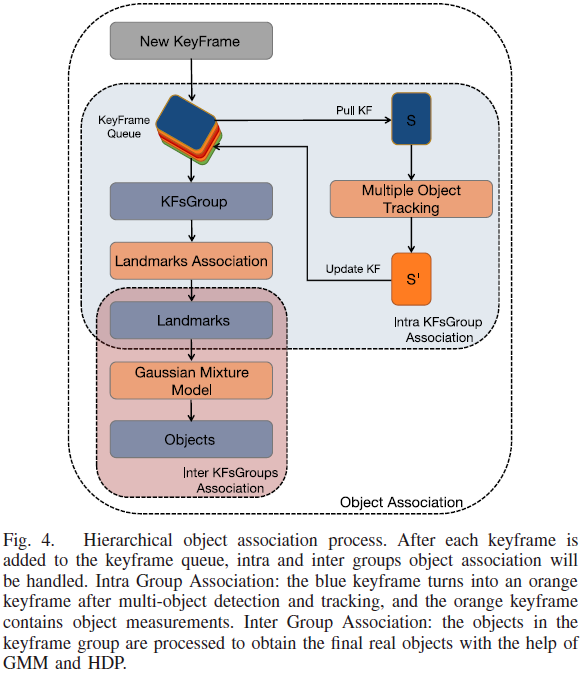 New KeyFrame
KeyFrame
Queue
Pull KF
S
KFsGroup
Multiple Object
Tracking
Landmarks Association
Update KF
S'
Landmarks
Intra KFsGroup
Association
Gaussian Mixture
Model
Objects
Inter KFsGroups
Association
Object Association
Fig. 4. Hierarchical object association process. After each keyframe is
added to the keyframe queue, intra and inter groups object association will
be handled. Intra Group Association: the blue keyframe turns into an orange
keyframe after multi-object detection and tracking, and the orange keyframe
contains object measurements. Inter Group Association: the objects in the
keyframe group are processed to obtain the final real objects with the help of
GMM and HDP.